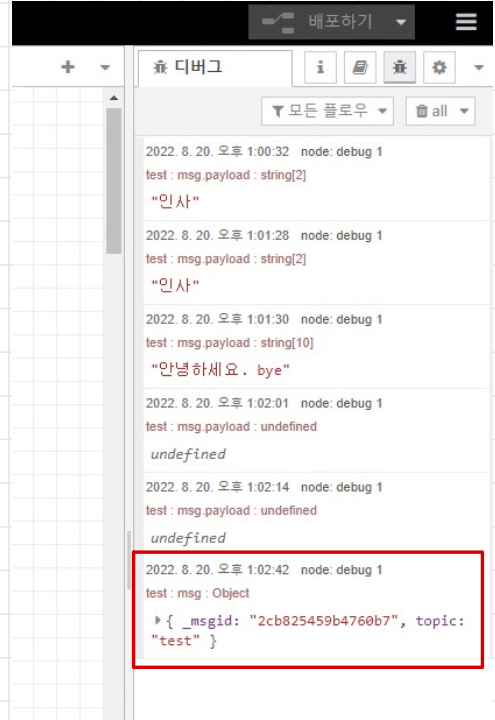 배포하기
디버그
모든 플로우
all
2022. 8. 20. 오후 1:00:32 node: debug 1
test : msg.payload : string[2]
"인사"
2022. 8. 20. 오후 1:01:28 node: debug 1
test : msg.payload : string[2]
"인사"
2022. 8. 20. 오후 1:01:30 node: debug 1
test : msg.payload : string[10]
"안녕하세요. bye"
2022. 8. 20. 오후 1:02:01 node: debug 1
test : msg.payload : undefined
undefined
2022. 8. 20. 오후 1:02:14 node: debug 1
test : msg.payload : undefined
undefined
2022. 8. 20. 오후 1:02:42 node: debug 1
test : msg : Object
{ _msgid: "2cb825459b4760b7", topic:
"test" }